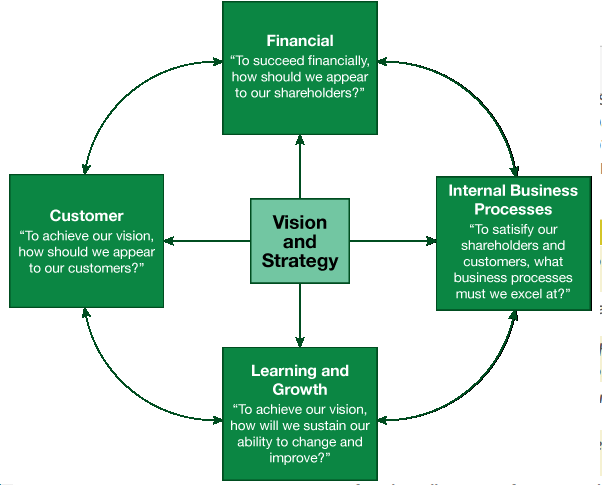 Financial
“To succeed financially,
how should we appear
to our shareholders?”
Customer
“To achieve our vision,
how should we appear
to our customers?”
Vision
and
Strategy
Internal Business
Processes
“To satisify our
shareholders and
customers, what
business processes
must we excel at?”
Learning and
Growth
“To achieve our vision,
how will we sustain our
ability to change and
improve?”